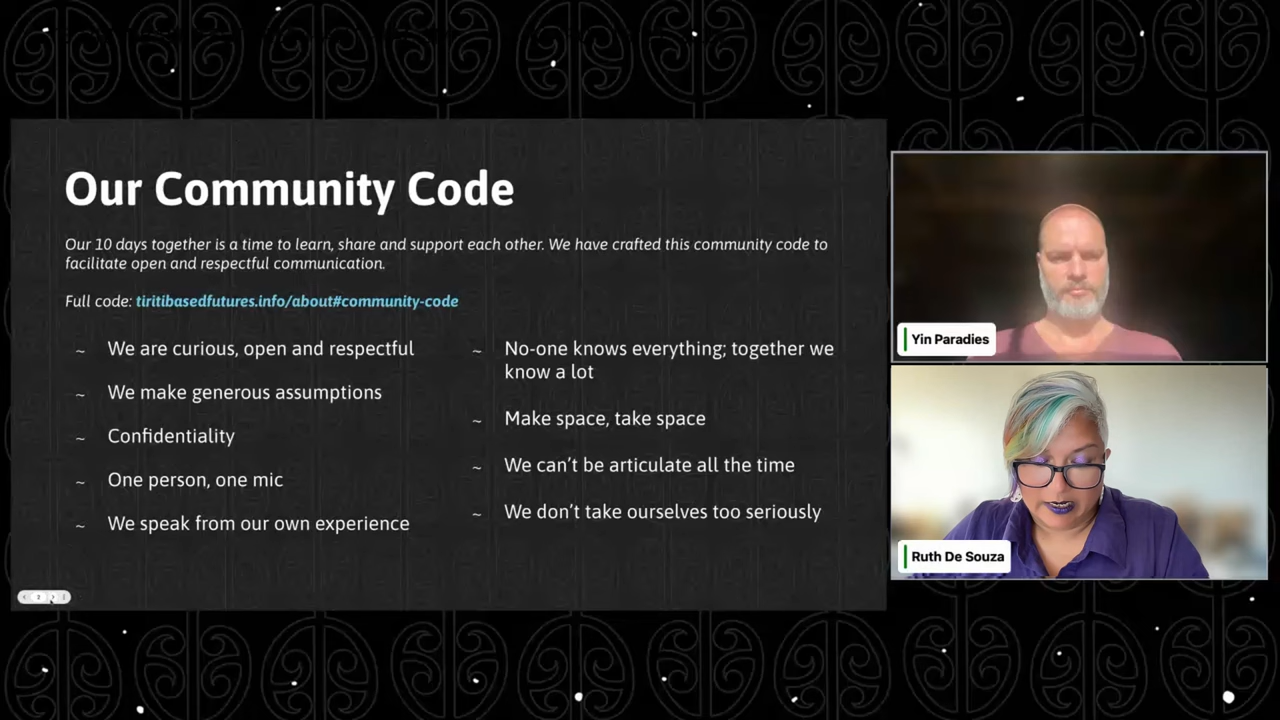 Our Community Code
Our 10 days together is a time to learn, share and support each other. We have crafted this community code to
facilitate open and respectful communication.
Full code: tiritibasedfutures.info/about#community-code
~ We are curious, open and respectful
~ We make generous assumptions
~ Confidentiality
~ One person, one mic
~ We speak from our own experience
~ No-one knows everything; together we
know a lot
~ Make space, take space
~ We can’t be articulate all the time
~ We don’t take ourselves too seriously
2
Yin Paradies
Ruth De Souza